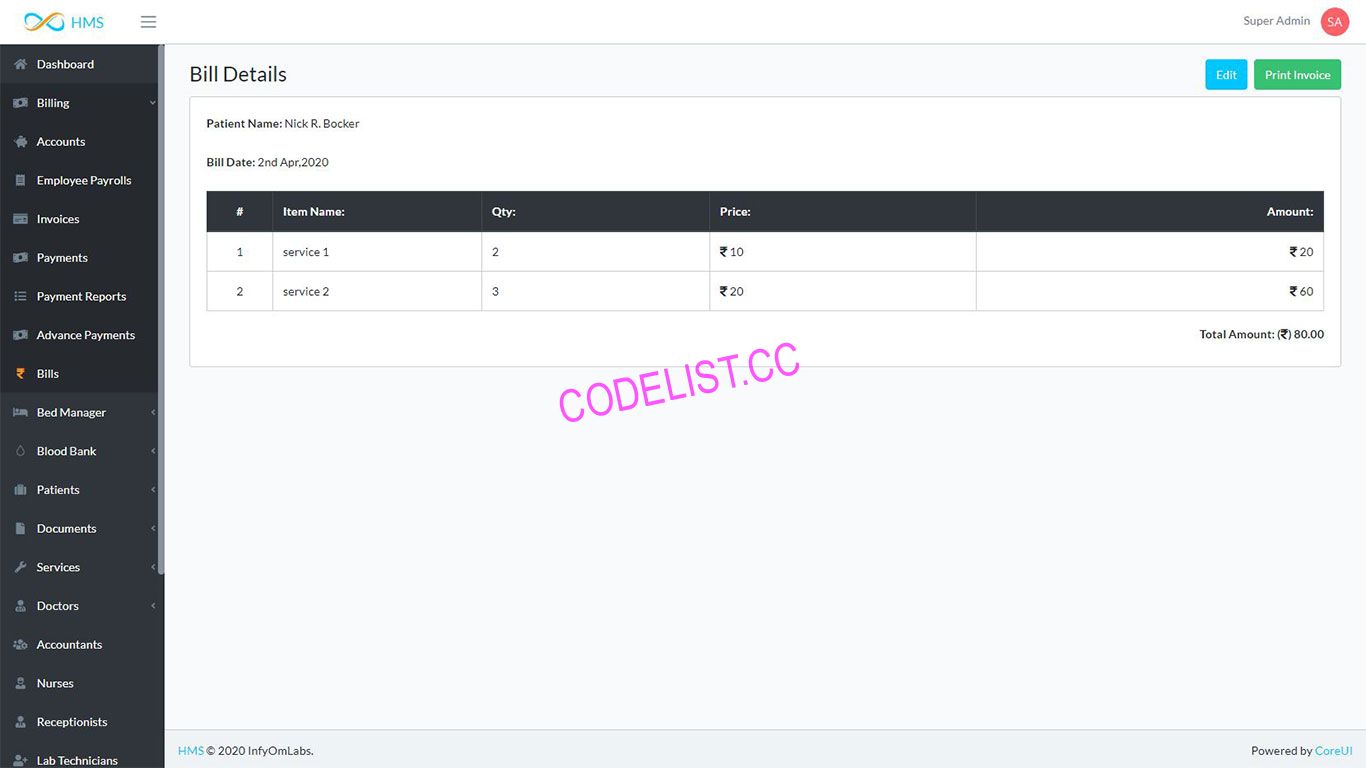 HMS
Super Admin
SA
Dashboard
Billing
Accounts
Employee Payrolls
Invoices
Payments
Payment Reports
Advance Payments
Bills
Bed Manager
Blood Bank
Patients
Documents
Services
Doctors
Accountants
Nurses
Receptionists
Lab Technicians
Bill Details
Edit
Print Invoice
Patient Name: Nick R. Bocker
Bill Date: 2nd Apr,2020
# Item Name: Qty: Price: Amount:
1 service 1 2 ₹ 10 ₹ 20
2 service 2 3 ₹ 20 ₹ 60
Total Amount: (₹) 80.00
CODELIST.CC
HMS © 2020 InfyOmLabs.
Powered by CoreUI